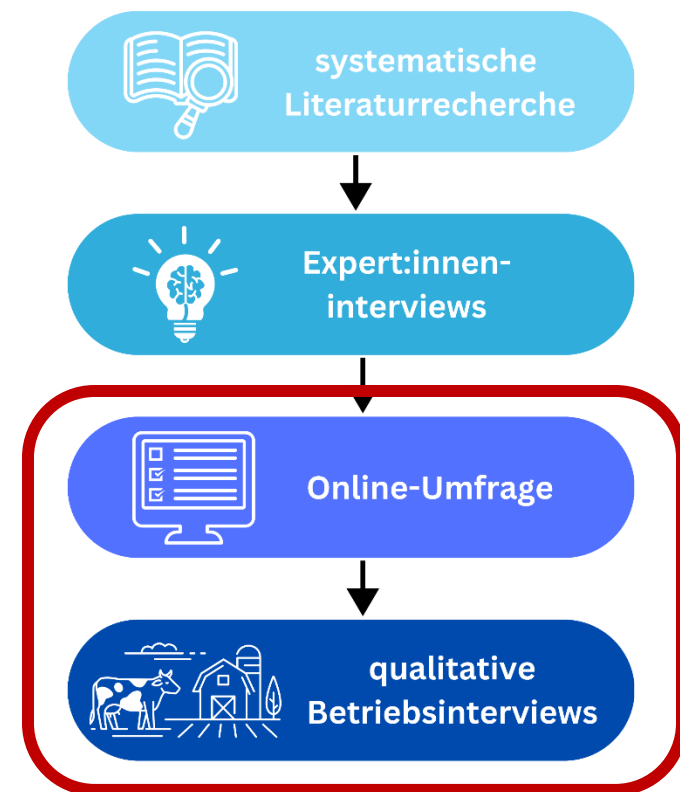 systematische
Literaturrecherche
Expert:innen-
interviews
Online-Umfrage
qualitative
Betriebsinterviews